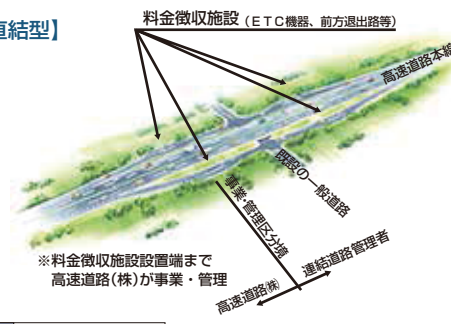 直結型】
料金徴収施設（ＥＴＣ機器、前方退出路等）
高速道路本線
既設の一般道路
事業・管理区分境
※料金徴収施設設置端まで
高速道路(株)が事業・管理
連結道路管理者
高速道路㈱